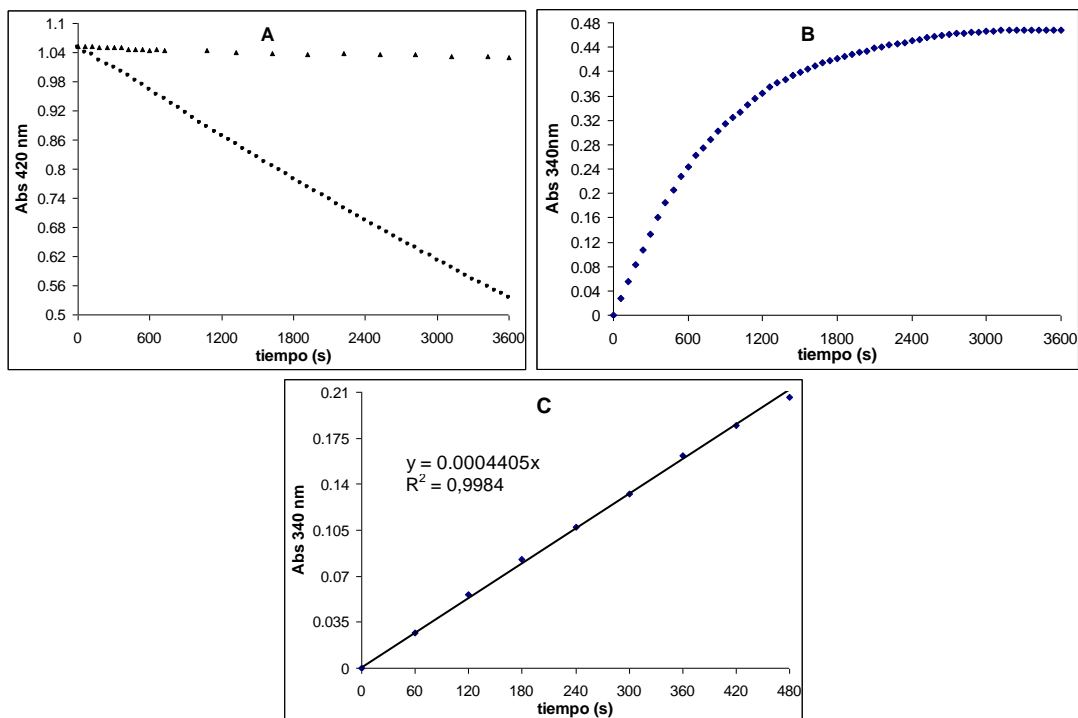 A
Abs 420 nm
1.1
1.04
0.98
0.92
0.86
0.8
0.74
0.68
0.62
0.56
0.5
0 600 1200 1800 2400 3000 3600
tiempo (s)
B
Abs 340nm
0.48
0.44
0.4
0.36
0.32
0.28
0.24
0.2
0.16
0.12
0.08
0.04
0
0 600 1200 1800 2400 3000 3600
tiempo (s)
C
Abs 340 nm
0.21
0.175
0.14
0.105
0.07
0.035
0
y = 0.0004405x
R² = 0,9984
0 60 120 180 240 300 360 420 480
tiempo (s)